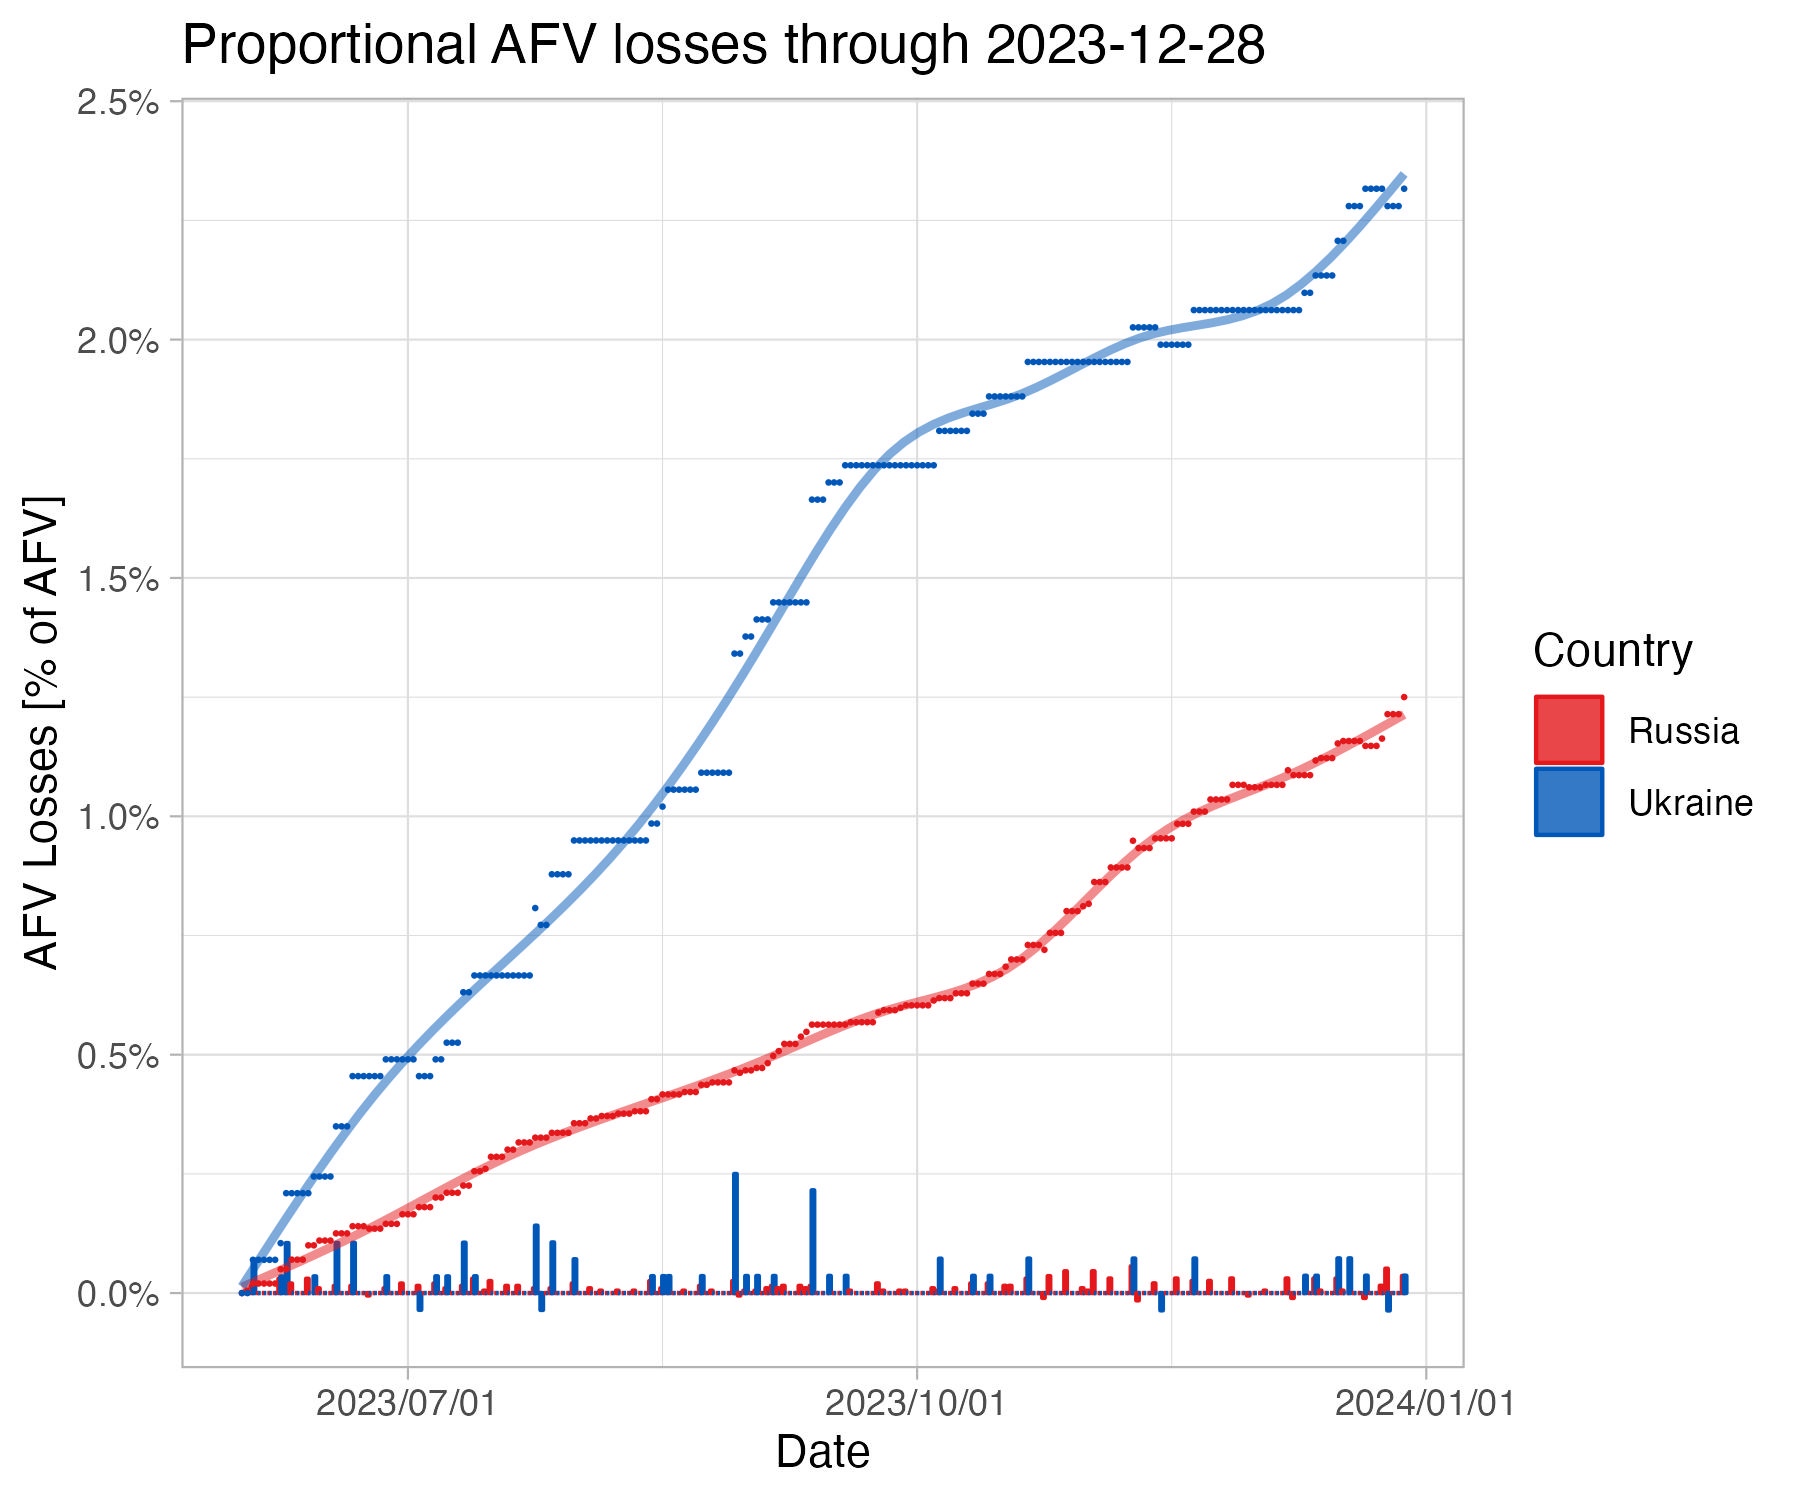 Proportional AFV losses through 2023-12-28
2.5%
2.0%
1.5%
1.0%
0.5%
0.0%
AFV Losses [% of AFV]
2023/07/01
2023/10/01
2024/01/01
Date
Country
Russia
Ukraine